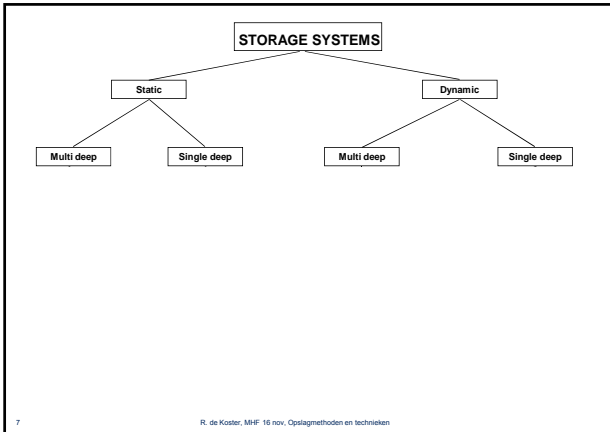 STORAGE SYSTEMS
Static
Dynamic
Multi deep
Single deep
Multi deep
Single deep
7
R. de Koster, MHF 16 nov, Opslagmethoden en technieken